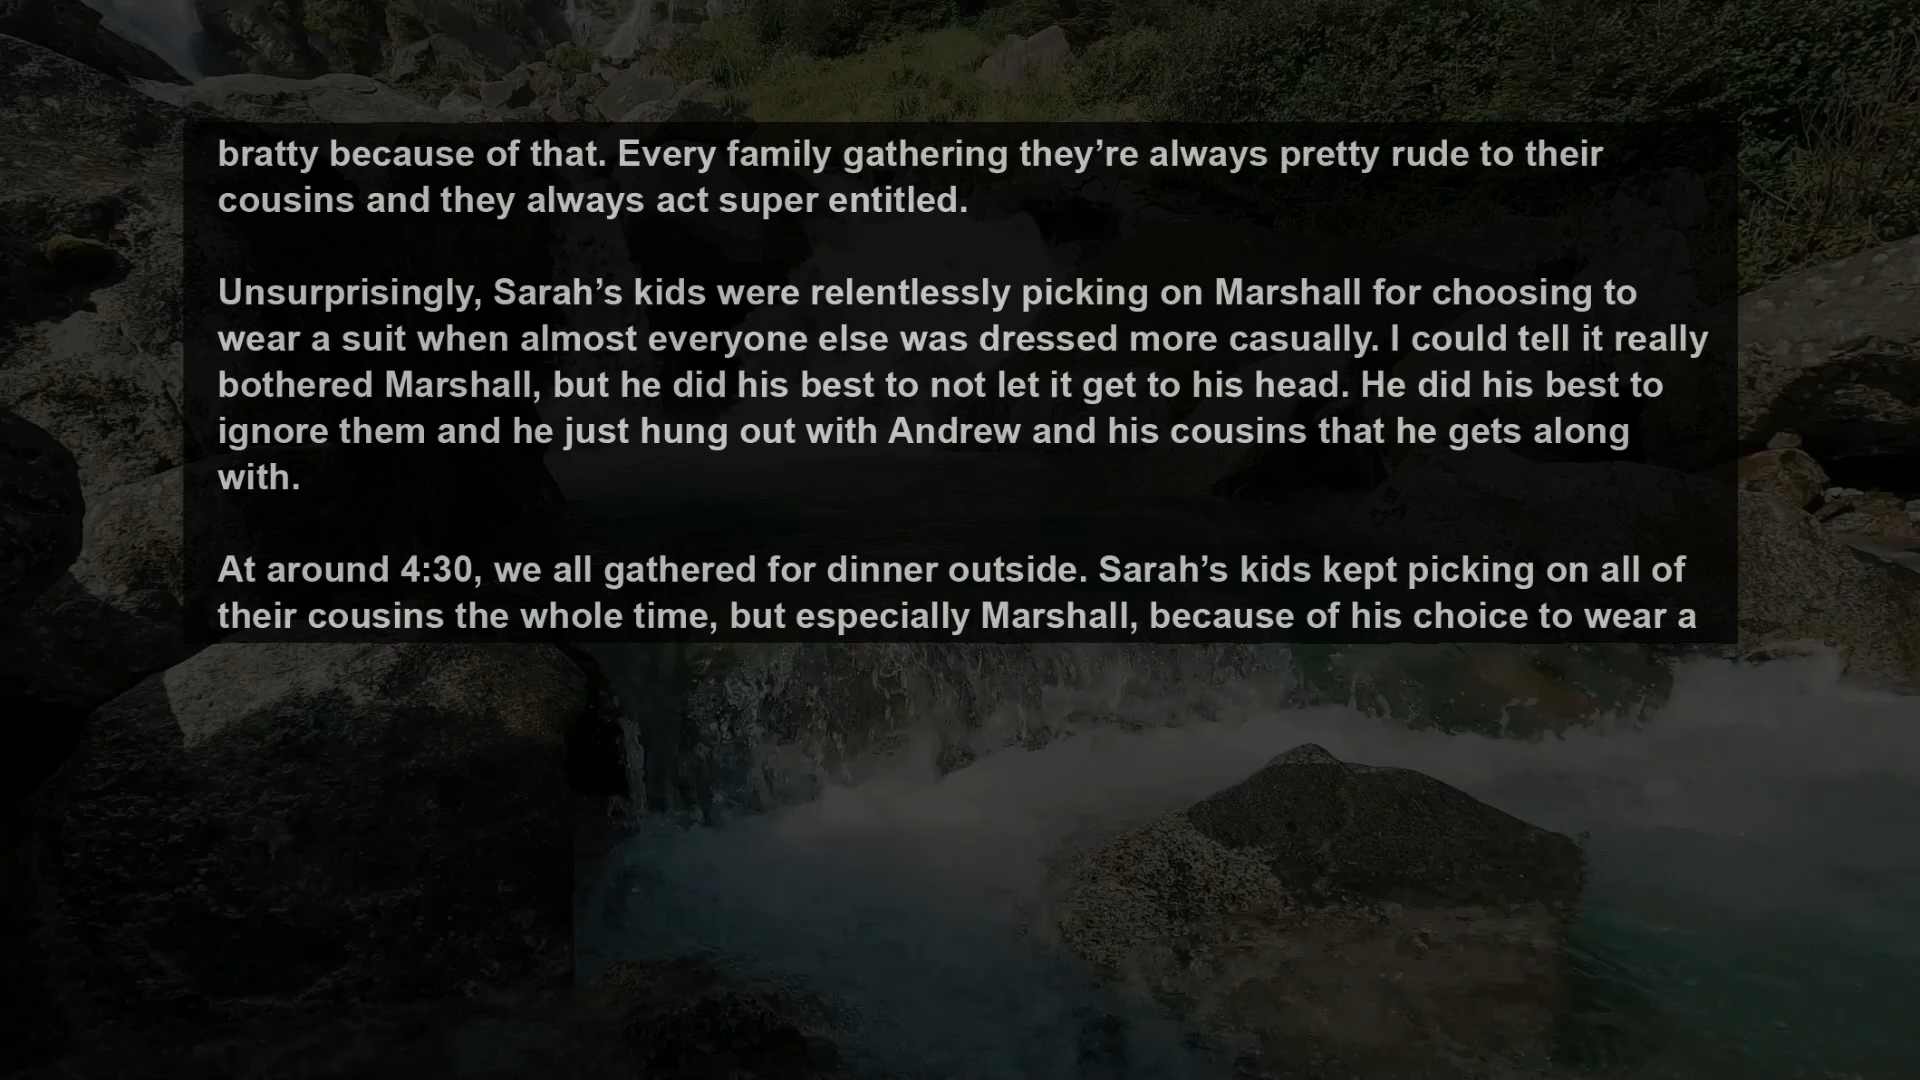 bratty because of that. Every family gathering they’re always pretty rude to their
cousins and they always act super entitled.
Unsurprisingly, Sarah’s kids were relentlessly picking on Marshall for choosing to
wear a suit when almost everyone else was dressed more casually. I could tell it really
bothered Marshall, but he did his best to not let it get to his head. He did his best to
ignore them and he just hung out with Andrew and his cousins that he gets along
with.
At around 4:30, we all gathered for dinner outside. Sarah’s kids kept picking on all of
their cousins the whole time, but especially Marshall, because of his choice to wear a